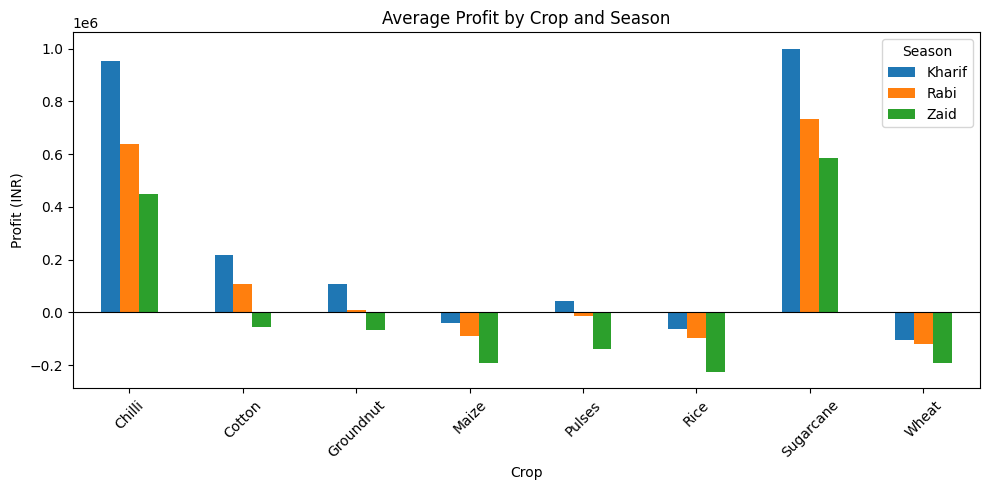 Average Profit by Crop and Season
1e6
Season
Kharif
Rabi
Zaid
1.0
0.8
0.6
0.4
0.2
0.0
−0.2
Profit (INR)
Chilli
Cotton
Groundnut
Maize
Pulses
Rice
Sugarcane
Wheat
Crop